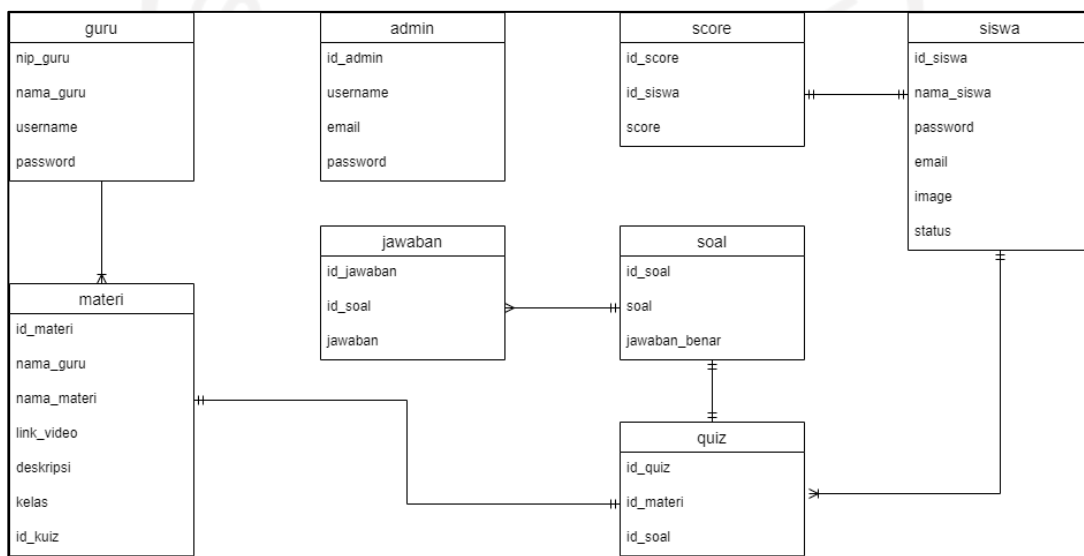 guru
nip_guru
nama_guru
username
password
admin
id_admin
username
email
password
score
id_score
id_siswa
score
siswa
id_siswa
nama_siswa
password
email
image
status
jawaban
id_jawaban
id_soal
jawaban
soal
id_soal
soal
jawaban_benar
materi
id_materi
nama_guru
nama_materi
link_video
deskripsi
kelas
id_kuiz
quiz
id_quiz
id_materi
id_soal